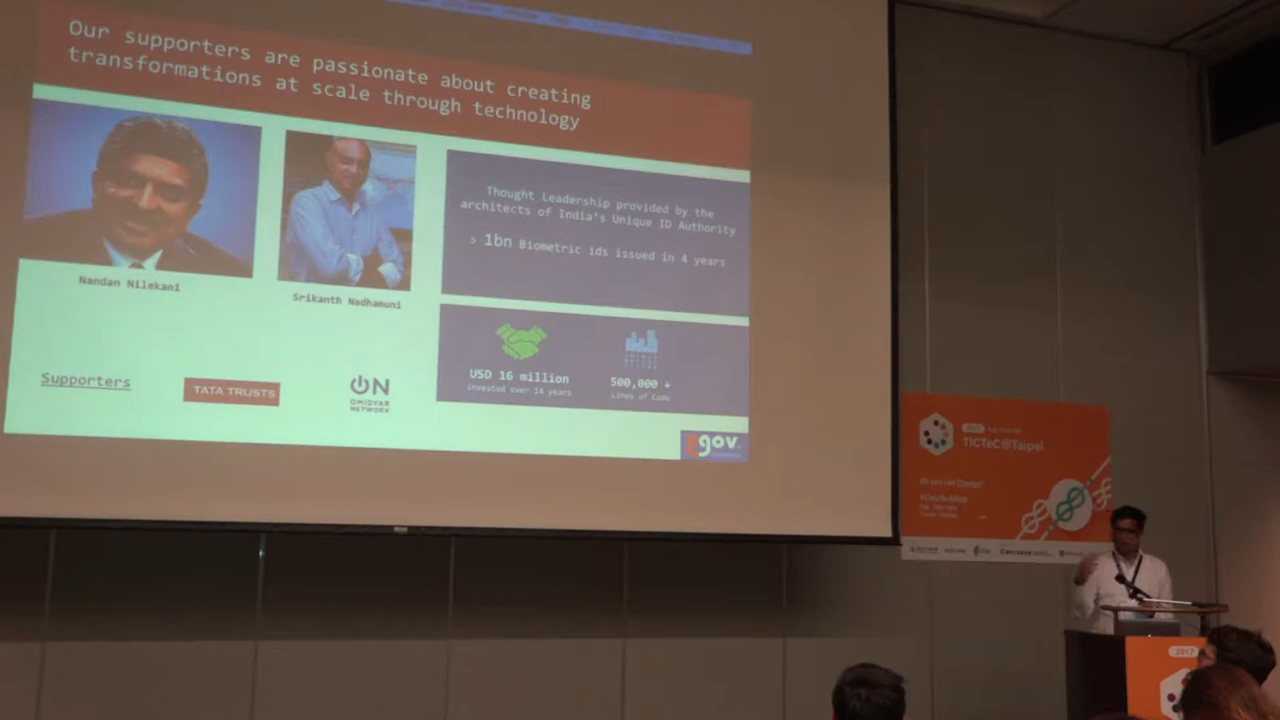 Our supporters are passionate about creating
transformations at scale through technology
Nandan Nilekani
Srikanth Nadhamuni
Thought Leadership provided by the
architects of India's Unique ID Authority
> 1bn Biometric ids issued in 4 years
USD 16 million
invested over 14 years
500,000 +
Lines of Code
Supporters
TATA TRUSTS
ON
OMIDYAR
NETWORK
egov
2017
TICTeC@Taipei
2017